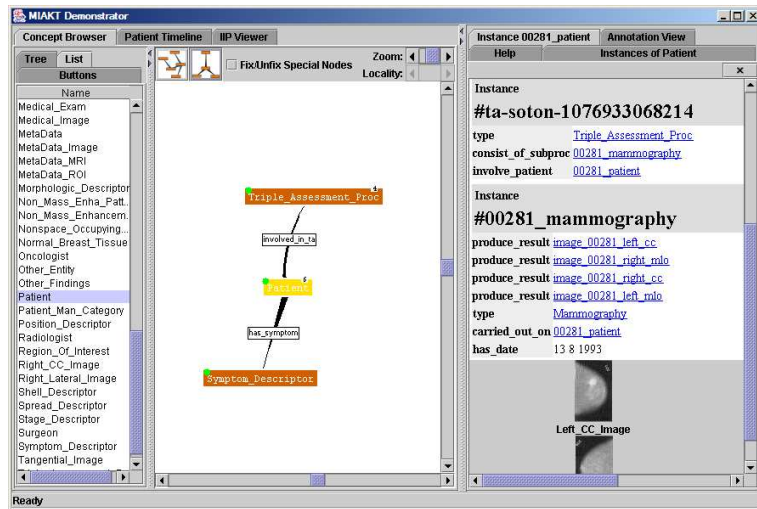 MIAKT Demonstrator
Concept Browser
Patient Timeline
IIP Viewer
Tree
List
Buttons
Name
Medical_Exam
Medical_Image
MetaData
MetaData_Image
MetaData_MRI
MetaData_ROI
Morphologic_Descriptor
Non_Mass_Enha_Patt..
Non_Mass_Enhancem..
Nonspace_Occupying...
Normal_Breast_Tissue
Oncologist
Other_Entity
Other_Findings
Patient
Patient_Man_Category
Position_Descriptor
Radiologist
Region_Of_Interest
Right_CC_Image
Right_Lateral_Image
Shell_Descriptor
Spread_Descriptor
Stage_Descriptor
Surgeon
Symptom_Descriptor
Tangential_Image
Fix/Unfix Special Nodes
Zoom:
Locality:
4
Triple_Assessment_Proc
involved_in_ta
Patient
has_symptom
Symptom_Descriptor
Instance 00281_patient
Annotation View
Help
Instances of Patient
Instance
#ta-soton-1076933068214
type Triple_Assessment_Proc
consist_of_subproc 00281_mammography
involve_patient 00281_patient
Instance
#00281_mammography
produce_result image_00281_left_cc
produce_result image_00281_right_mlo
produce_result image_00281_right_cc
produce_result image_00281_left_mlo
type Mammography
carried_out_on 00281_patient
has_date 13 8 1993
Left_CC_Image
Ready